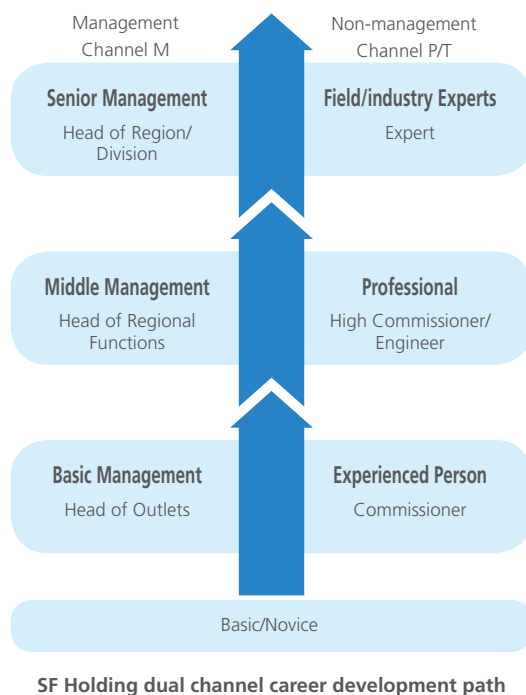 Management
Channel M
Non-management
Channel P/T
Senior Management
Head of Region/
Division
Field/industry Experts
Expert
Middle Management
Head of Regional
Functions
Professional
High Commissioner/
Engineer
Basic Management
Head of Outlets
Experienced Person
Commissioner
Basic/Novice
SF Holding dual channel career development path